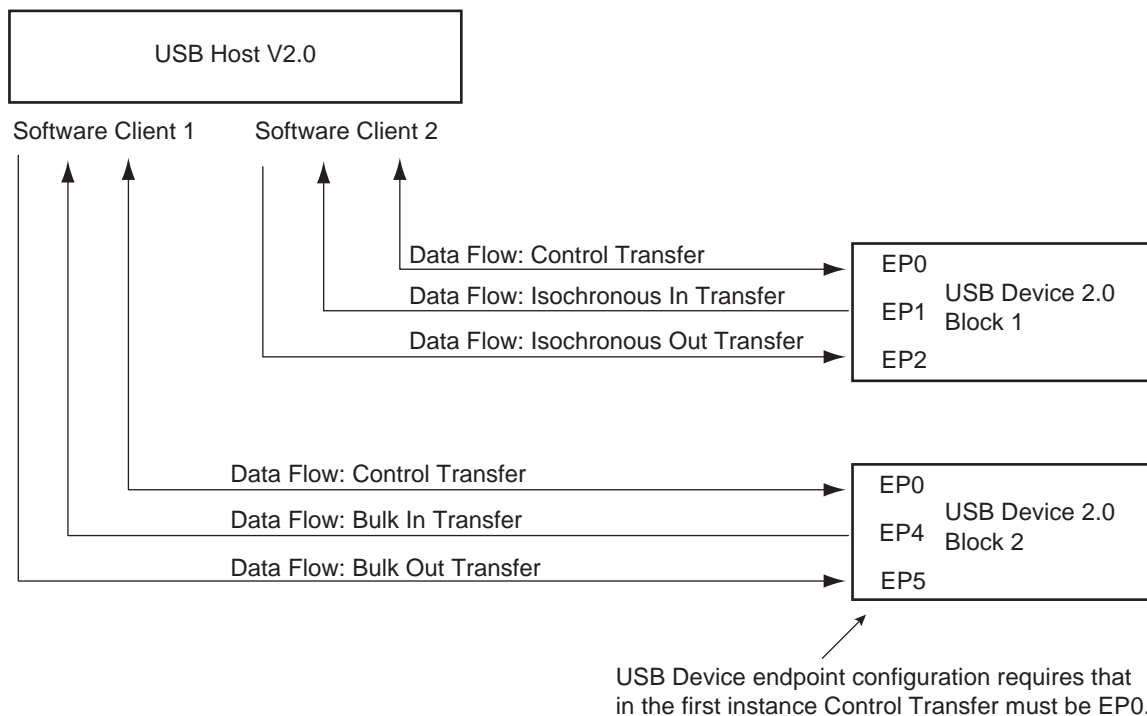 USB Host V2.0
Software Client 1
Software Client 2
Data Flow: Control Transfer
Data Flow: Isochronous In Transfer
Data Flow: Isochronous Out Transfer
EP0
EP1
EP2
USB Device 2.0
Block 1
Data Flow: Control Transfer
Data Flow: Bulk In Transfer
Data Flow: Bulk Out Transfer
EP0
EP4
EP5
USB Device 2.0
Block 2
USB Device endpoint configuration requires that
in the first instance Control Transfer must be EP0.